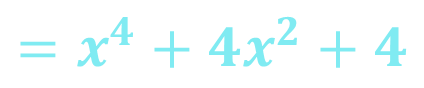 = x⁴ + 4x² + 4